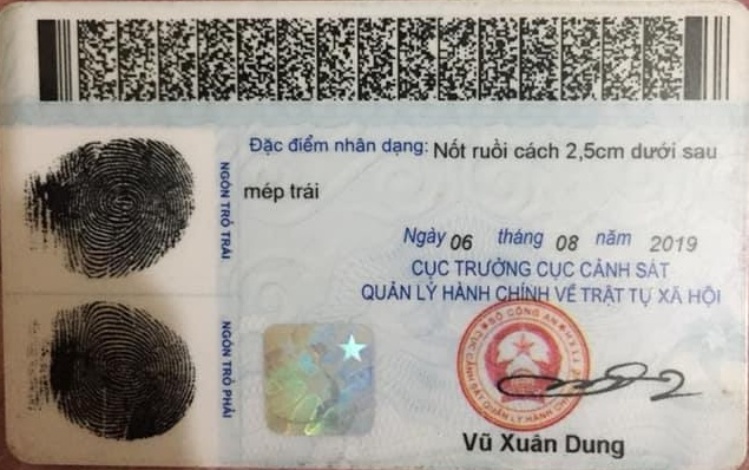 Đặc điểm nhân dạng: Nốt ruồi cách 2,5cm dưới sau
mép trái
NGÓN TRỎ TRÁI
Ngày 06 tháng 08 năm 2019
CỤC TRƯỞNG CỤC CẢNH SÁT
QUẢN LÝ HÀNH CHÍNH VỀ TRẬT TỰ XÃ HỘI
NGÓN TRỎ PHẢI
BỘ CÔNG AN
CỤC CẢNH SÁT QUẢN LÝ HÀNH CHÍNH
Vũ Xuân Dung